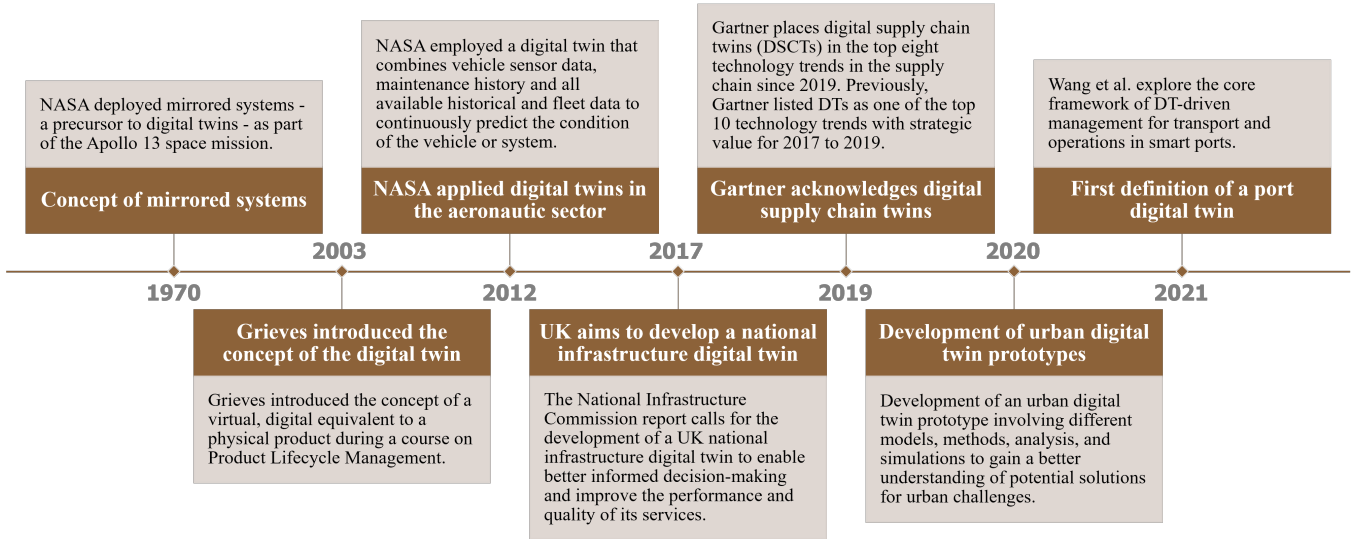 NASA deployed mirrored systems -
a precursor to digital twins - as part
of the Apollo 13 space mission.
Concept of mirrored systems
1970
2003
Grieves introduced the
concept of the digital twin
Grieves introduced the concept of a
virtual, digital equivalent to a
physical product during a course on
Product Lifecycle Management.
NASA employed a digital twin that
combines vehicle sensor data,
maintenance history and all
available historical and fleet data to
continuously predict the condition
of the vehicle or system.
NASA applied digital twins in
the aeronautic sector
2012
2017
UK aims to develop a national
infrastructure digital twin
The National Infrastructure
Commission report calls for the
development of a UK national
infrastructure digital twin to enable
better informed decision-making
and improve the performance and
quality of its services.
Gartner places digital supply chain
twins (DSCTs) in the top eight
technology trends in the supply
chain since 2019. Previously,
Gartner listed DTs as one of the top
10 technology trends with strategic
value for 2017 to 2019.
Gartner acknowledges digital
supply chain twins
2019
2020
Development of urban digital
twin prototypes
Development of an urban digital
twin prototype involving different
models, methods, analysis, and
simulations to gain a better
understanding of potential solutions
for urban challenges.
Wang et al. explore the core
framework of DT-driven
management for transport and
operations in smart ports.
First definition of a port
digital twin
2021